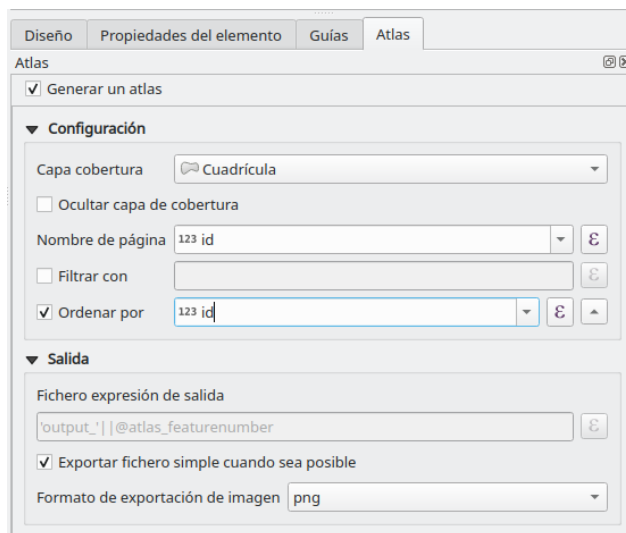 Diseño Propiedades del elemento Guías Atlas
Atlas
Generar un atlas
Configuración
Capa cobertura Cuadrícula
Ocultar capa de cobertura
Nombre de página 123 id ε
Filtrar con ε
Ordenar por 123 id ε
Salida
Fichero expresión de salida
'output_'||@atlas_featurenumber ε
Exportar fichero simple cuando sea posible
Formato de exportación de imagen png